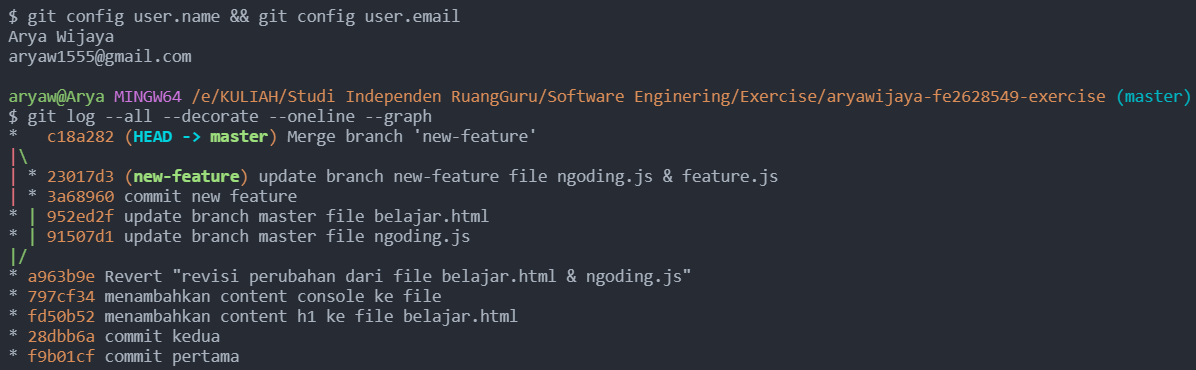 $ git config user.name && git config user.email
Arya Wijaya
aryaw1555@gmail.com

aryaw@Arya MINGW64 /e/KULIAH/Studi Independen RuangGuru/Software Enginering/Exercise/aryawijaya-fe2628549-exercise (master)
$ git log --all --decorate --oneline --graph
*   c18a282 (HEAD -> master) Merge branch 'new-feature'
|\
| * 23017d3 (new-feature) update branch new-feature file ngoding.js & feature.js
| * 3a68960 commit new feature
* | 952ed2f update branch master file belajar.html
* | 91507d1 update branch master file ngoding.js
|/
* a963b9e Revert "revisi perubahan dari file belajar.html & ngoding.js"
* 797cf34 menambahkan content console ke file
* fd50b52 menambahkan content h1 ke file belajar.html
* 28dbb6a commit kedua
* f9b01cf commit pertama